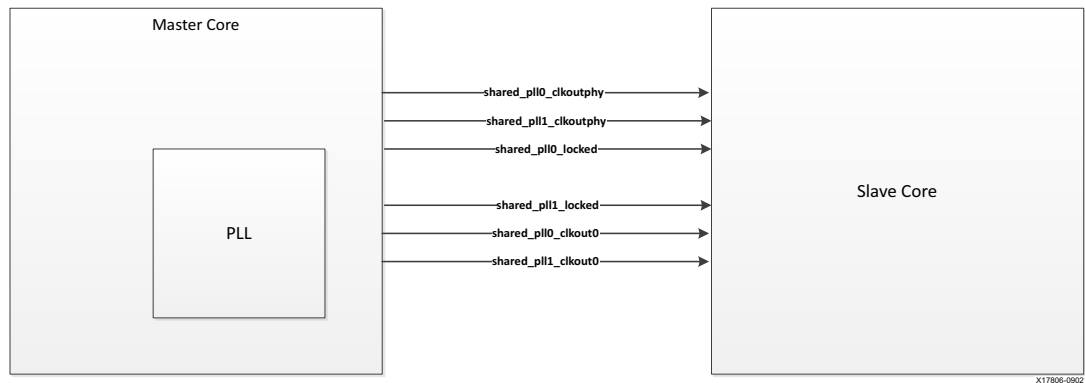 Master Core
shared_pll0_clkoutphy
shared_pll1_clkoutphy
shared_pll0_locked
shared_pll1_locked
shared_pll0_clkout0
shared_pll1_clkout0
PLL
Slave Core
X17806-0902